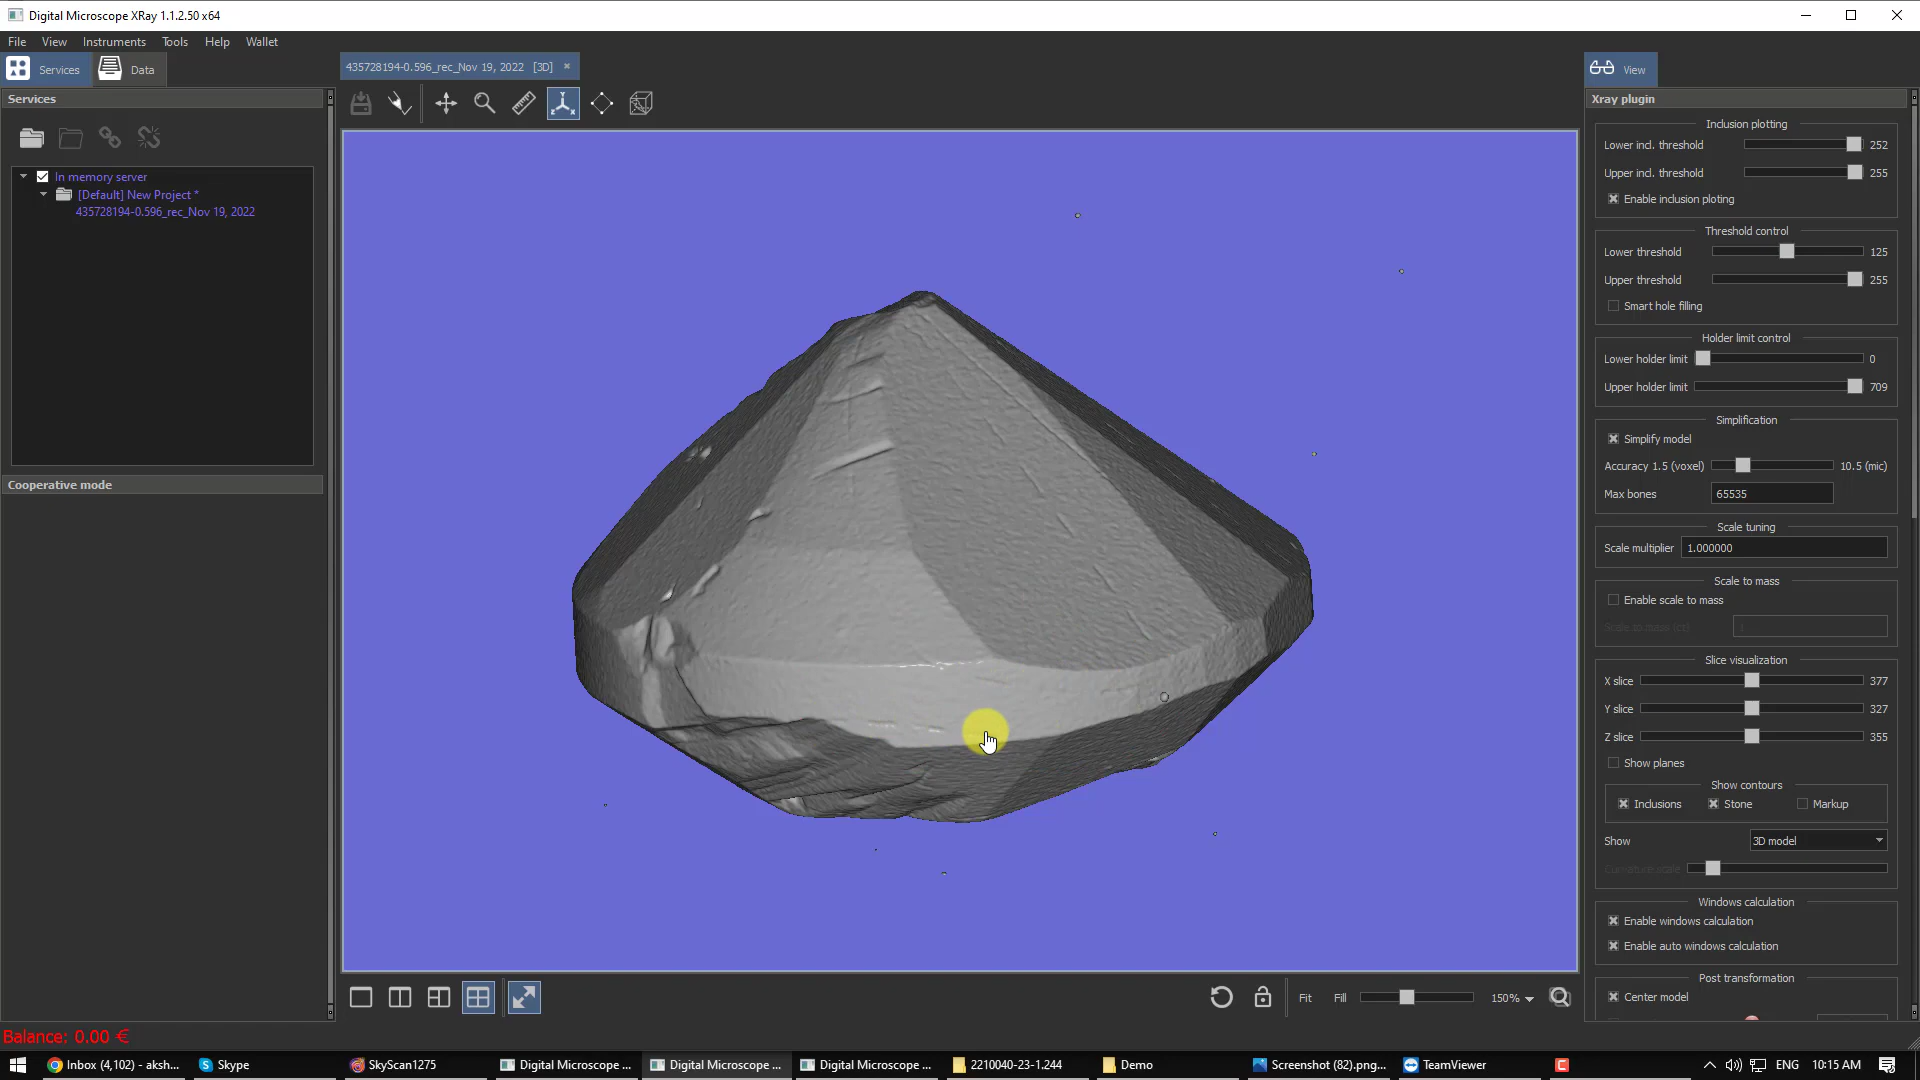 Digital Microscope XRay 1.1.2.50 x64
File View Instruments Tools Help Wallet
Services Data
435728194-0.596_rec_Nov 19, 2022 [3D]
View
Services
In memory server
[Default] New Project *
435728194-0.596_rec_Nov 19, 2022
Cooperative mode
Xray plugin
Inclusion plotting
Lower incl. threshold 252
Upper incl. threshold 255
Enable inclusion ploting
Threshold control
Lower threshold 125
Upper threshold 255
Smart hole filling
Holder limit control
Lower holder limit 0
Upper holder limit 709
Simplification
Simplify model
Accuracy 1.5 (voxel) 10.5 (mic)
Max bones 65535
Scale tuning
Scale multiplier 1.000000
Scale to mass
Enable scale to mass
Scale to mass (ct) 1
Slice visualization
X slice 377
Y slice 327
Z slice 355
Show planes
Show contours
Inclusions Stone Markup
Show 3D model
Curvature scale
Windows calculation
Enable windows calculation
Enable auto windows calculation
Post transformation
Center model
Fit Fill 150%
Balance: 0.00 €
Inbox (4,102) - aksh... Skype SkyScan1275 Digital Microscope ... Digital Microscope ... Digital Microscope ... 2210040-23-1.244 Demo Screenshot (82).png... TeamViewer ENG 10:15 AM